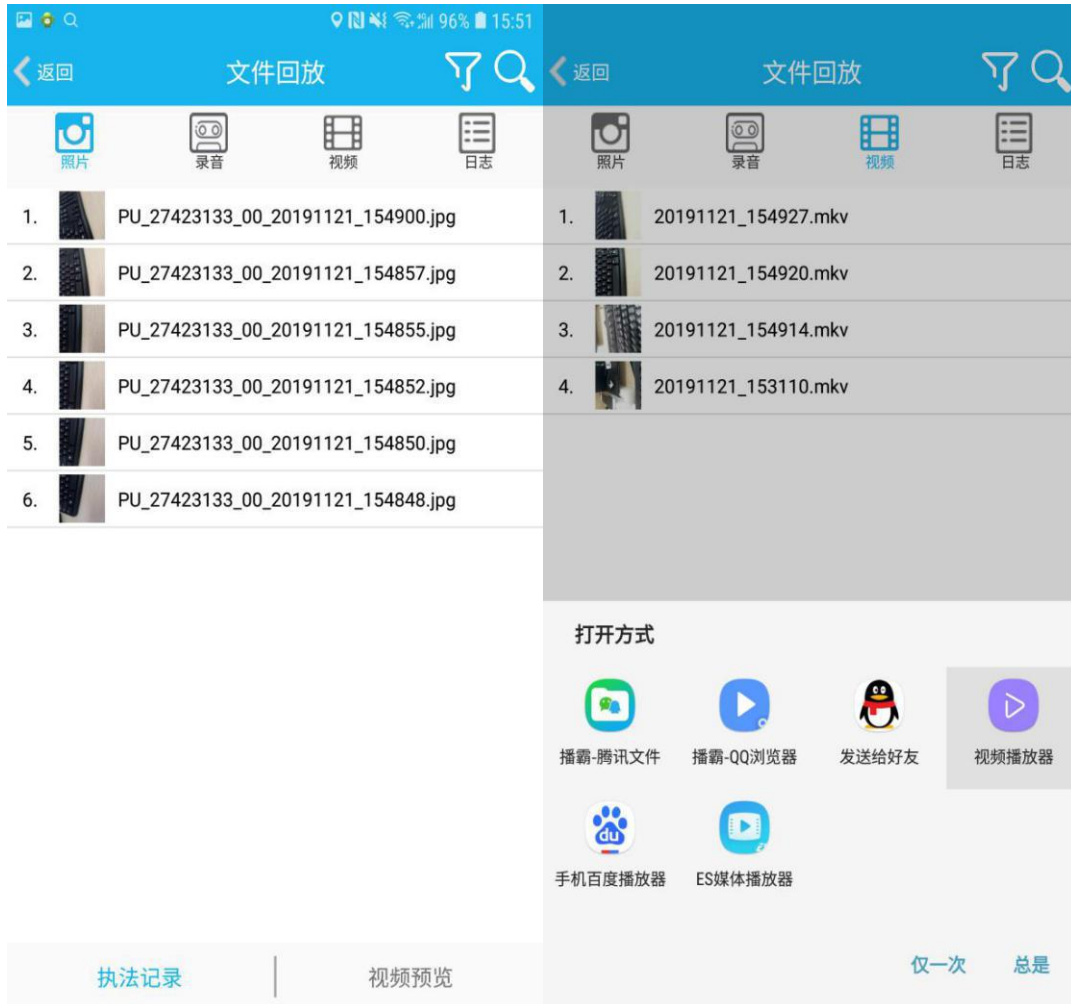 96% 15:51
返回 文件回放
照片 录音 视频 日志
1. PU_27423133_00_20191121_154900.jpg
2. PU_27423133_00_20191121_154857.jpg
3. PU_27423133_00_20191121_154855.jpg
4. PU_27423133_00_20191121_154852.jpg
5. PU_27423133_00_20191121_154850.jpg
6. PU_27423133_00_20191121_154848.jpg
执法记录 视频预览
返回 文件回放
照片 录音 视频 日志
1. 20191121_154927.mkv
2. 20191121_154920.mkv
3. 20191121_154914.mkv
4. 20191121_153110.mkv
打开方式
播霸-腾讯文件 播霸-QQ浏览器 发送给好友 视频播放器
du
手机百度播放器 ES媒体播放器
仅一次 总是